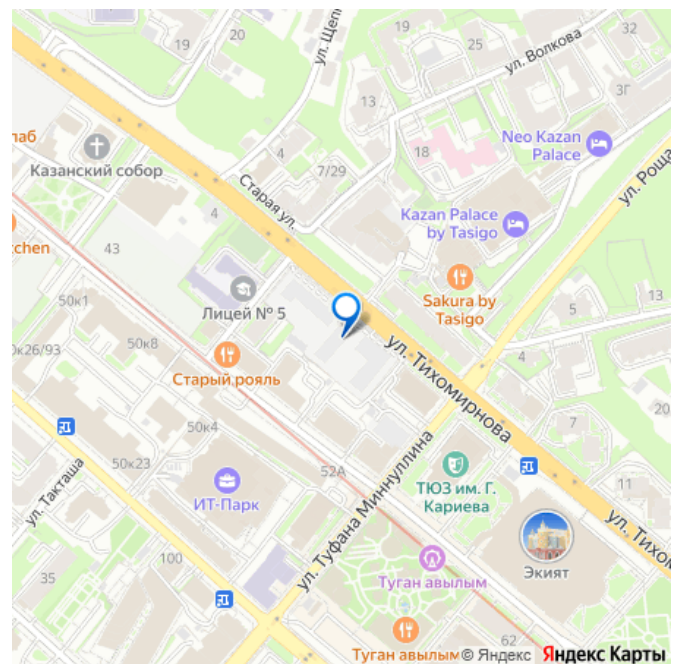 19
20
ул. Щеп
19
25
32
ул. Волкова
3Г
13
лаб
Казанский собор
4
7/29
18
Neo Kazan
Palace
Старая ул.
ул. Роща
4
Kazan Palace
by Tasigo
tchen
43
Лицей № 5
Sakura by
Tasigo
50к1
5
13
50к8
0к26/93
Старый рояль
ул. Тихомирнова
4
20
7
50к4
50к23
52А
ТЮЗ им. Г.
Кариева
11
ул. Такташа
ИТ-Парк
ул. Туфана Миннуллина
ул. Тихом
Экият
100
Туган авылым
35
62
Туган авылым
© Яндекс Яндекс Карты